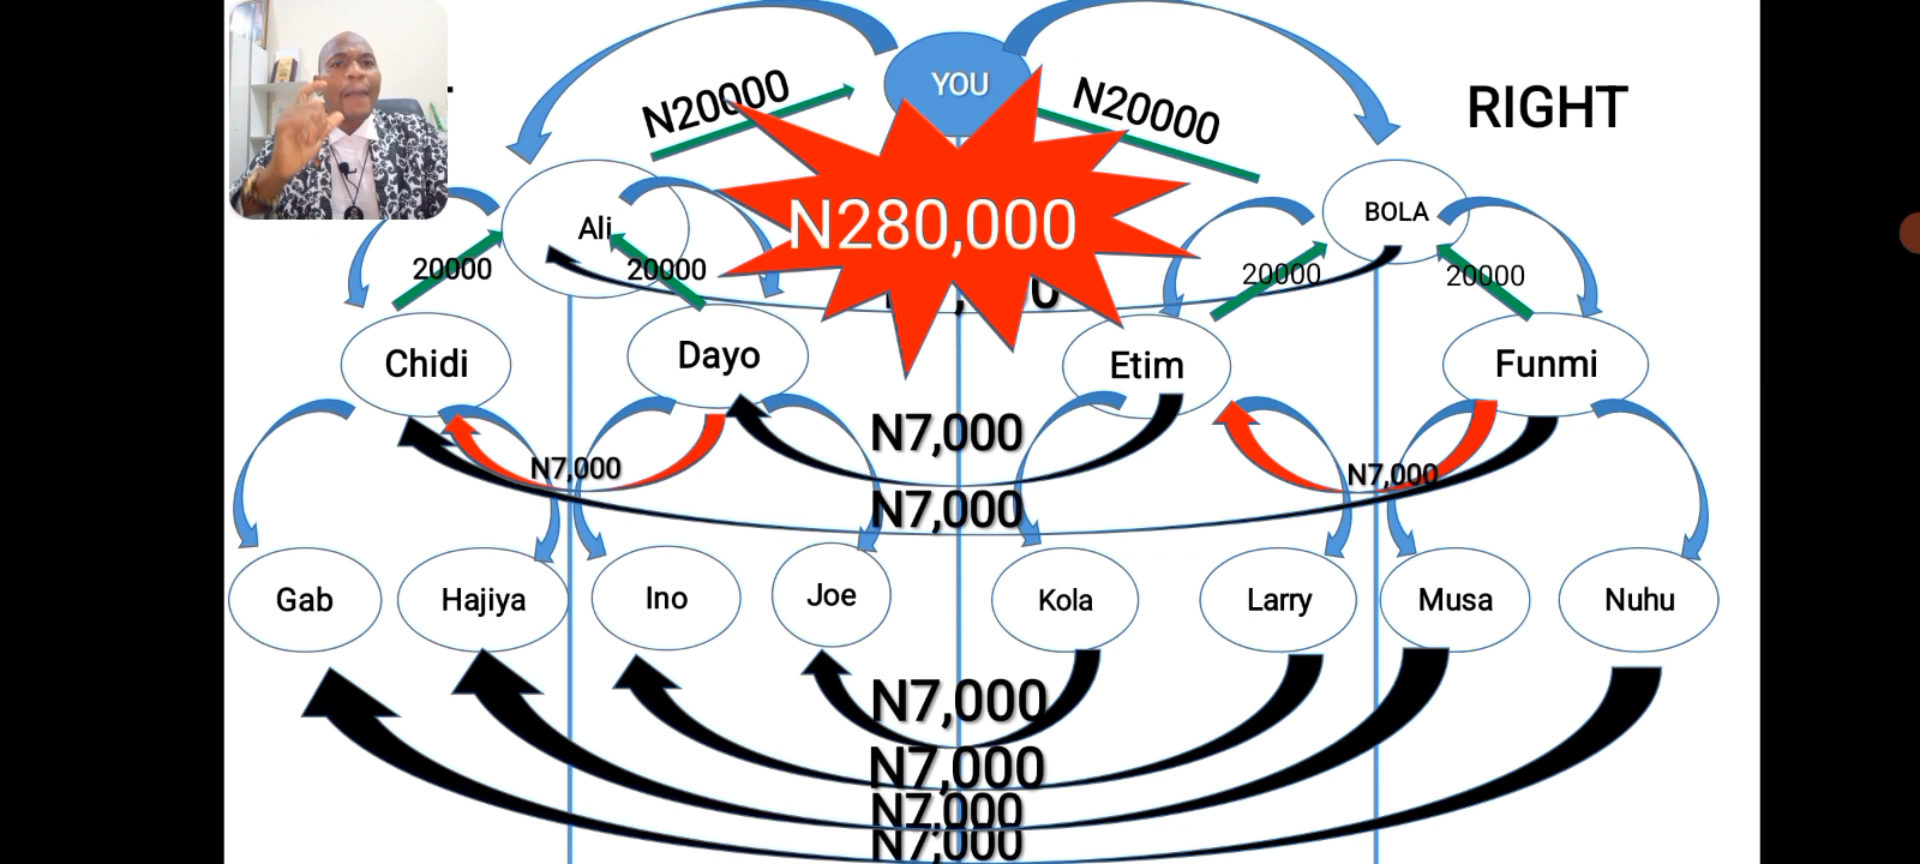 YOU
N20000
N20000
RIGHT
N280,000
Ali
BOLA
20000
20000
20000
20000
Chidi
Dayo
Etim
Funmi
N7,000
N7,000
N7,000
N7,000
Gab
Hajiya
Ino
Joe
Kola
Larry
Musa
Nuhu
N7,000
N7,000
N7,000
N7,000